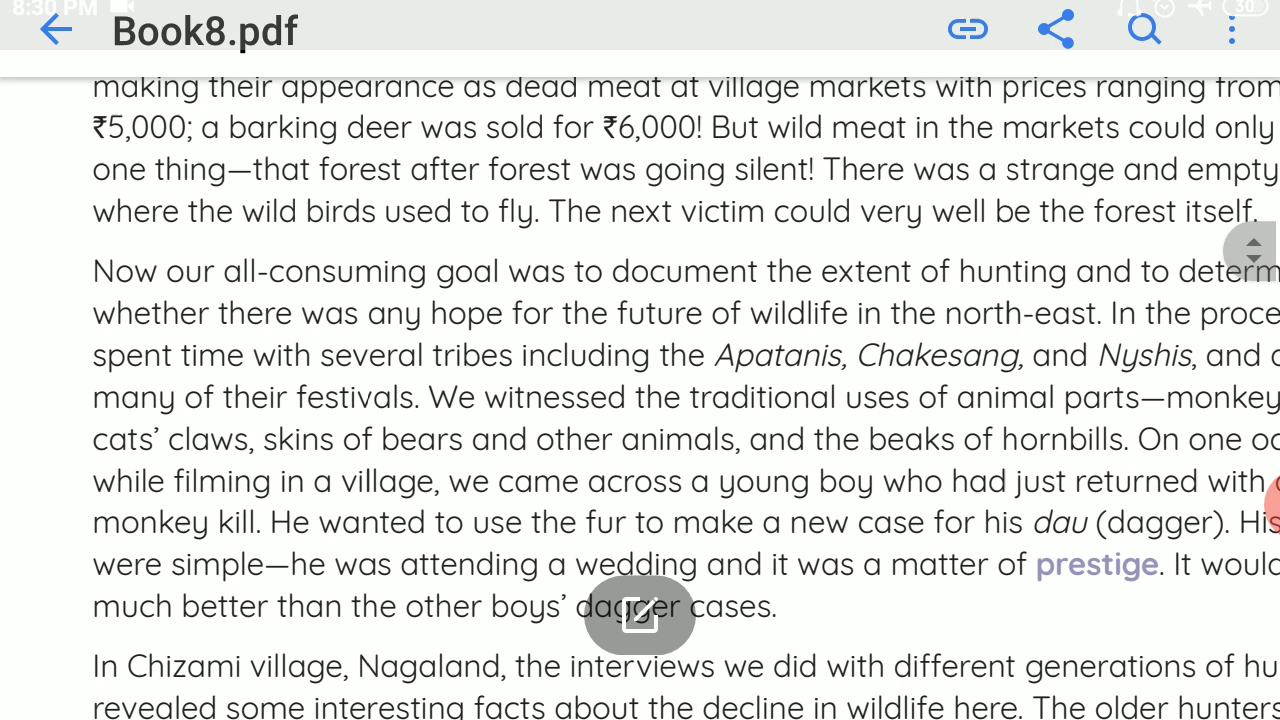 8:30 PM 30
Book8.pdf
making their appearance as dead meat at village markets with prices ranging from
₹5,000; a barking deer was sold for ₹6,000! But wild meat in the markets could only
one thing—that forest after forest was going silent! There was a strange and empty
where the wild birds used to fly. The next victim could very well be the forest itself.
Now our all-consuming goal was to document the extent of hunting and to determ
whether there was any hope for the future of wildlife in the north-east. In the proce
spent time with several tribes including the Apatanis, Chakesang, and Nyshis, and
many of their festivals. We witnessed the traditional uses of animal parts—monkey
cats’ claws, skins of bears and other animals, and the beaks of hornbills. On one oc
while filming in a village, we came across a young boy who had just returned with
monkey kill. He wanted to use the fur to make a new case for his dau (dagger). His
were simple—he was attending a wedding and it was a matter of prestige. It would
much better than the other boys’ dagger cases.
In Chizami village, Nagaland, the interviews we did with different generations of hu
revealed some interesting facts about the decline in wildlife here. The older hunters